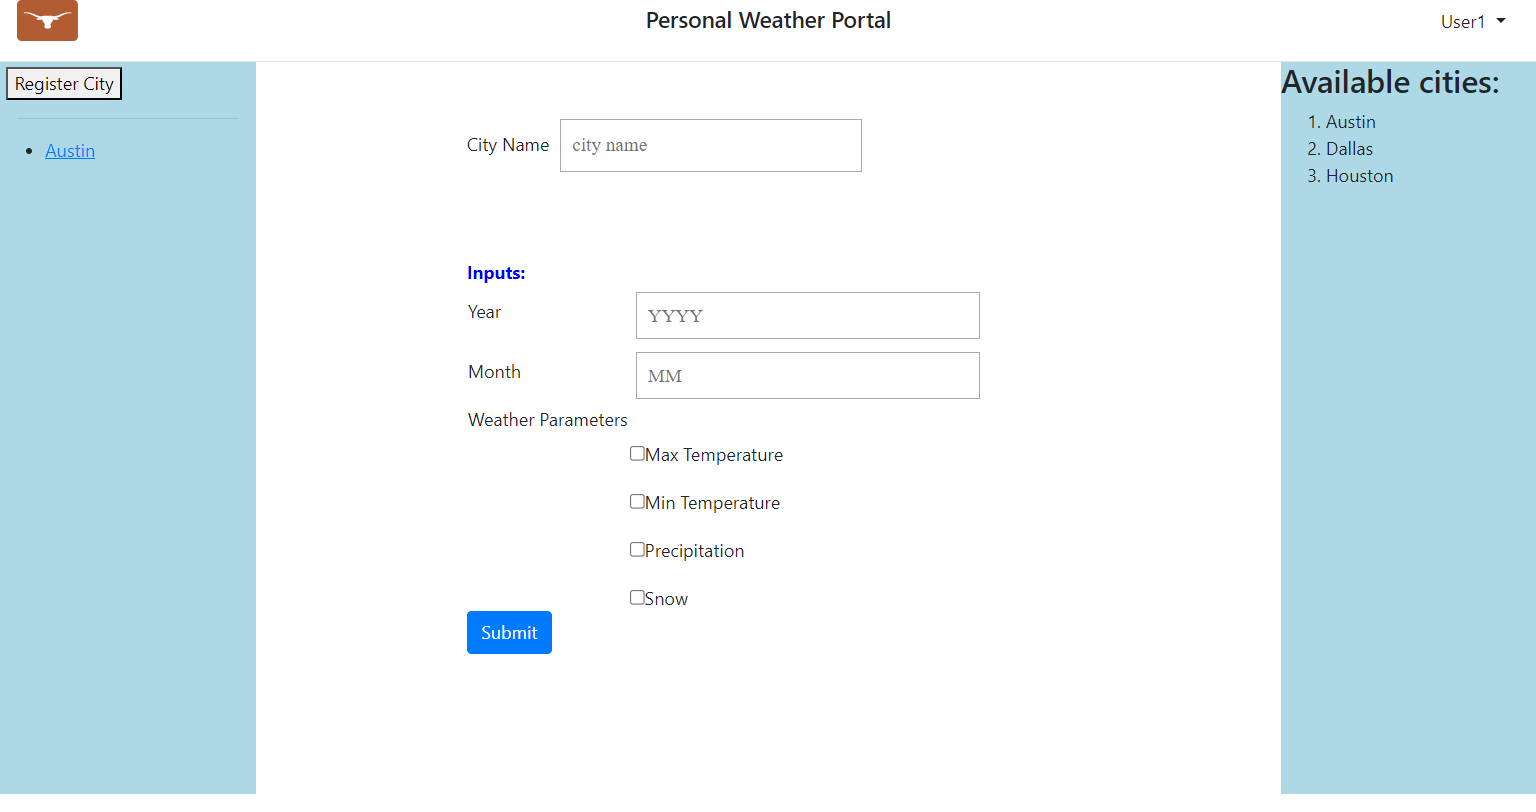 Personal Weather Portal
User1
Register City
Austin
City Name
city name
Inputs:
Year
YYYY
Month
MM
Weather Parameters
Max Temperature
Min Temperature
Precipitation
Snow
Submit
Available cities:
1. Austin
2. Dallas
3. Houston